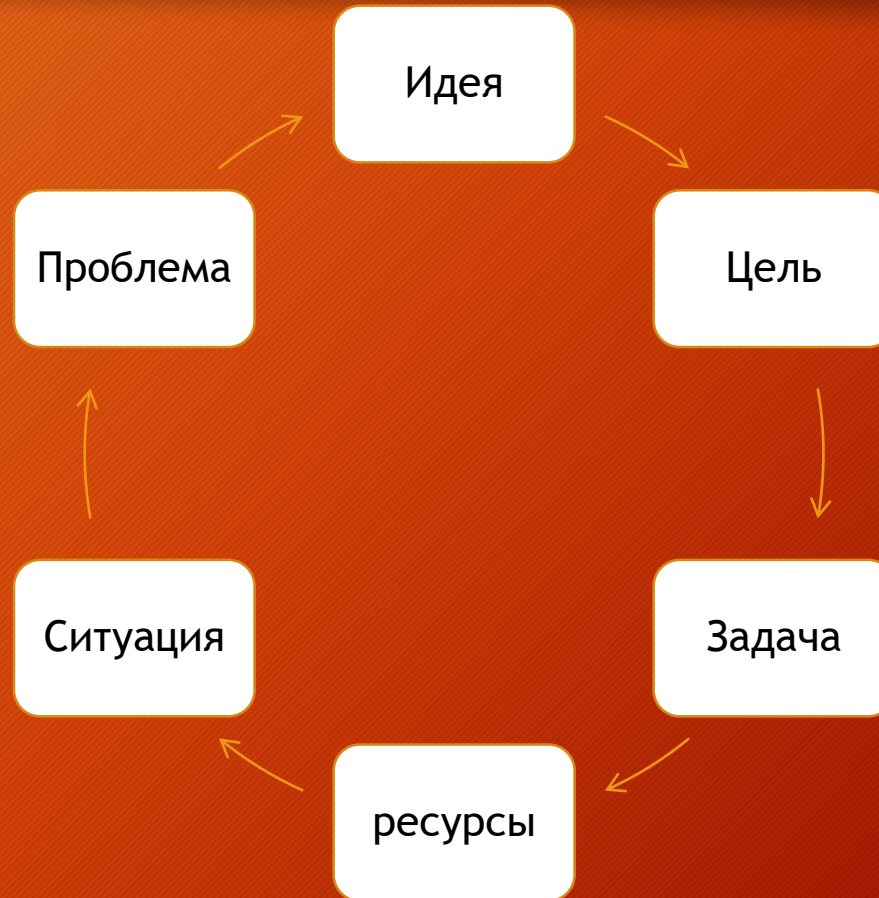 Идея
Цель
Задача
ресурсы
Ситуация
Проблема